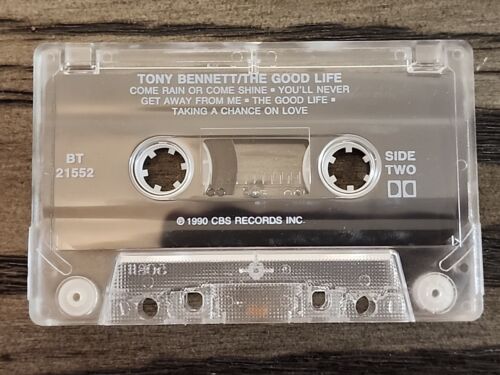 TONY BENNETT/THE GOOD LIFE
COME RAIN OR COME SHINE • YOU'LL NEVER
GET AWAY FROM ME • THE GOOD LIFE •
TAKING A CHANCE ON LOVE
BT
21552
SIDE
TWO
℗ 1990 CBS RECORDS INC.